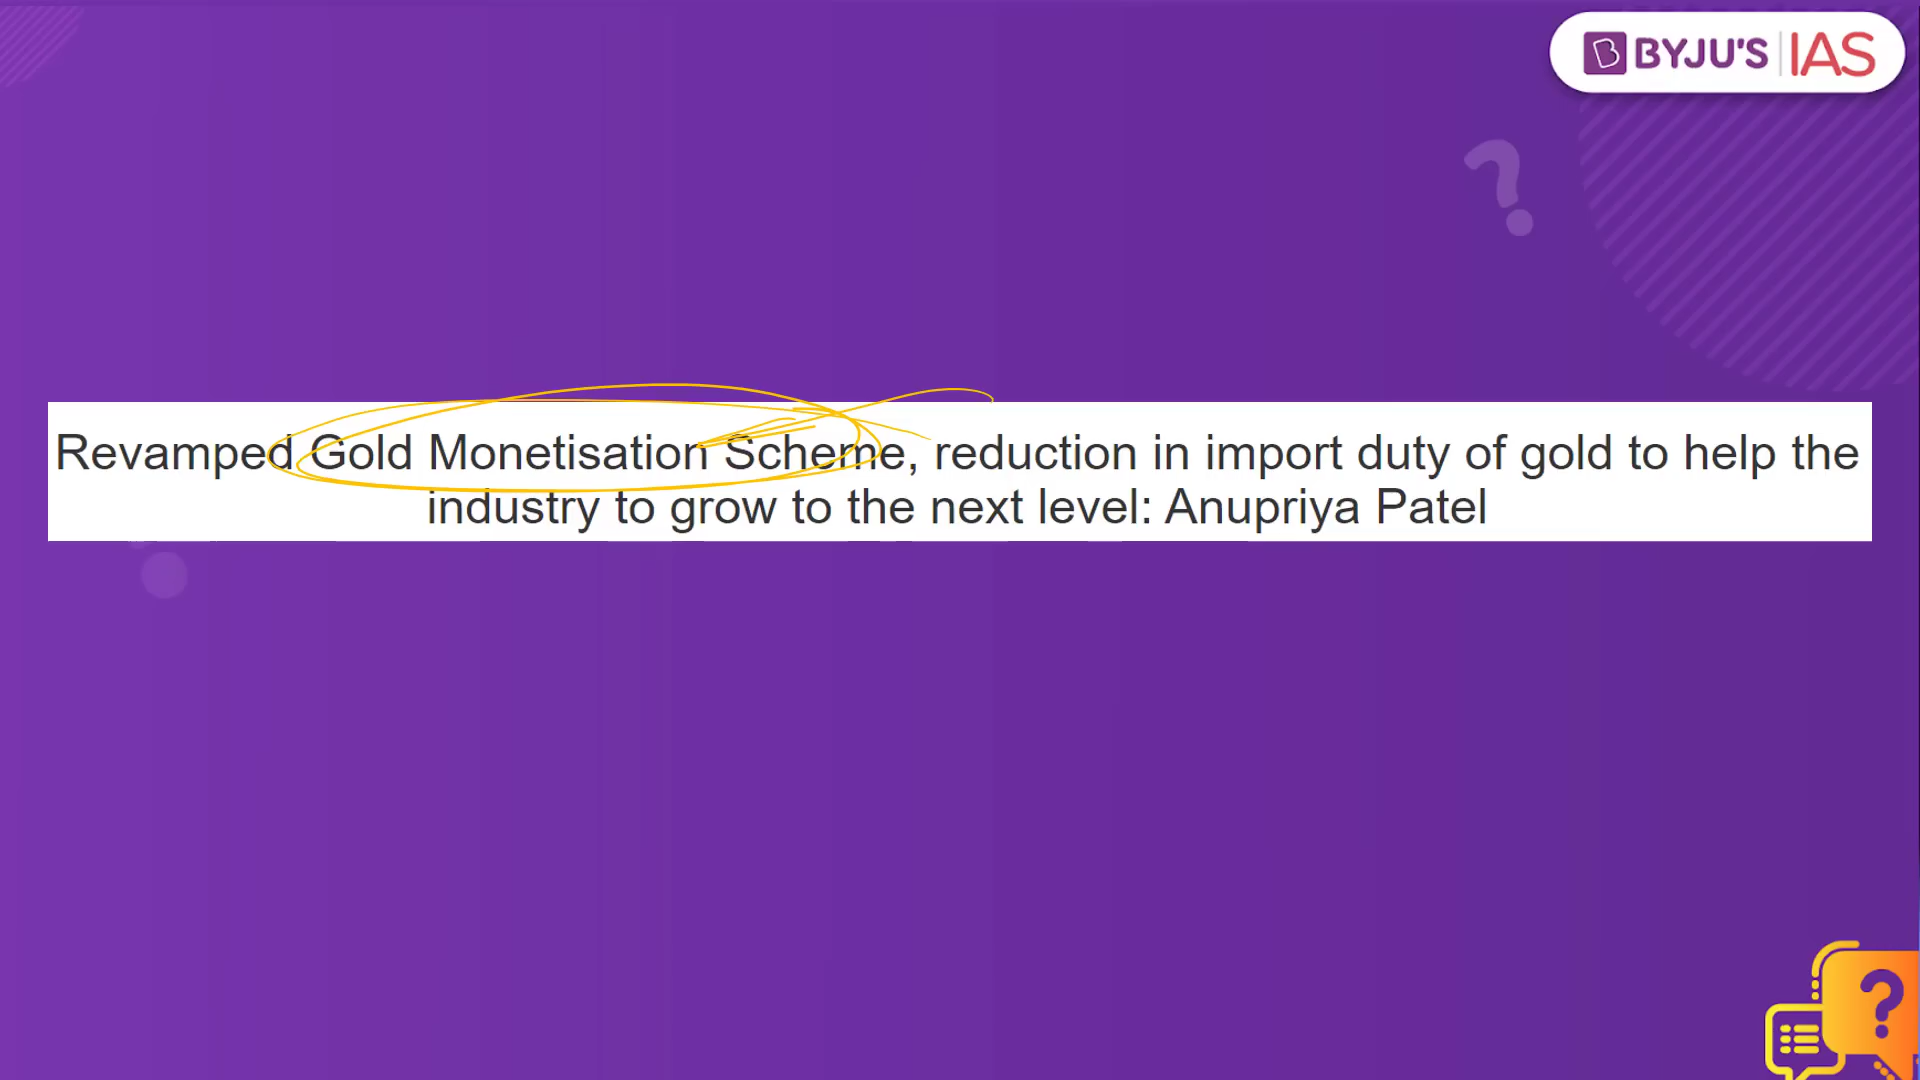 BYJU'S IAS
Revamped Gold Monetisation Scheme, reduction in import duty of gold to help the
industry to grow to the next level: Anupriya Patel